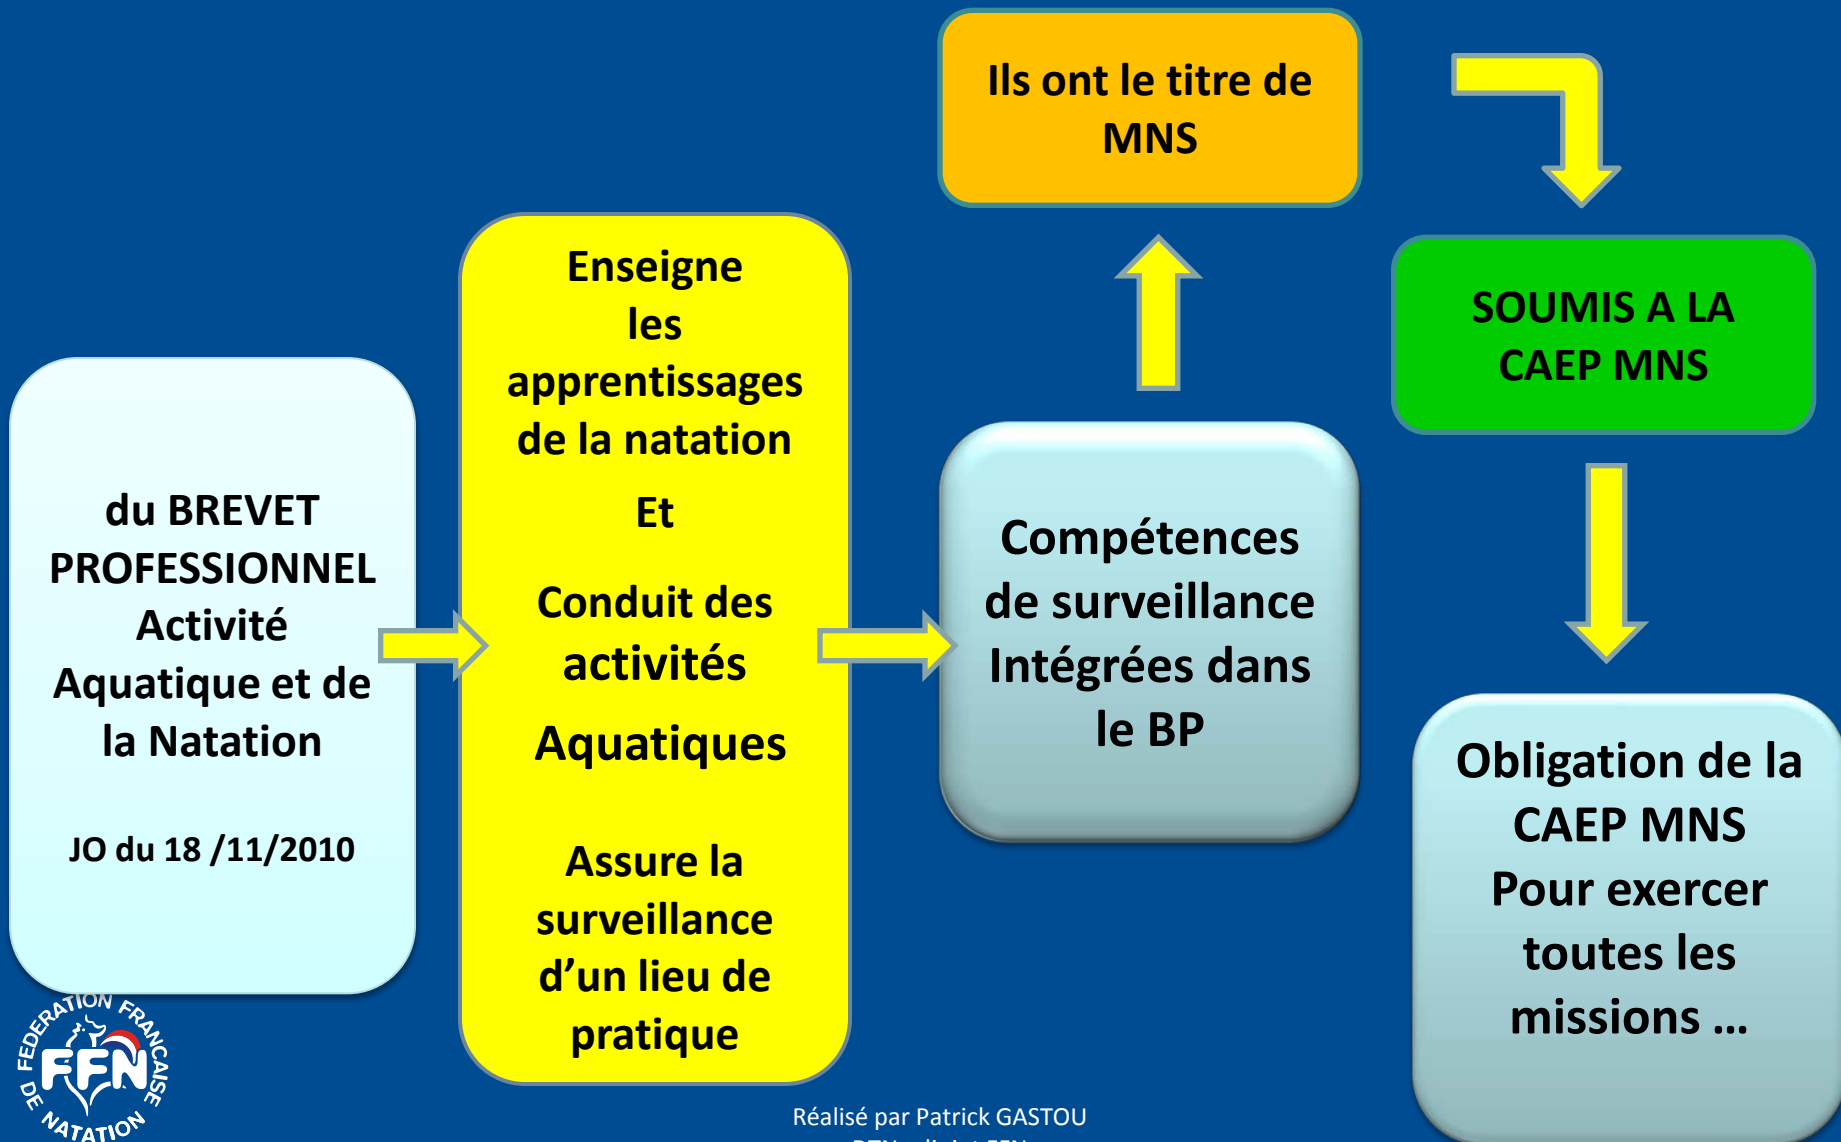 du BREVET
PROFESSIONNEL
Activité
Aquatique et de
la Natation
JO du 18 /11/2010
Enseigne
les
apprentissages
de la natation
Et
Conduit des
activités
Aquatiques
Assure la
surveillance
d’un lieu de
pratique
Compétences
de surveillance
Intégrées dans
le BP
Ils ont le titre de
MNS
SOUMIS A LA
CAEP MNS
Obligation de la
CAEP MNS
Pour exercer
toutes les
missions ...
FEDERATION FRANCAISE
FFN
DE NATATION
Réalisé par Patrick GASTOU